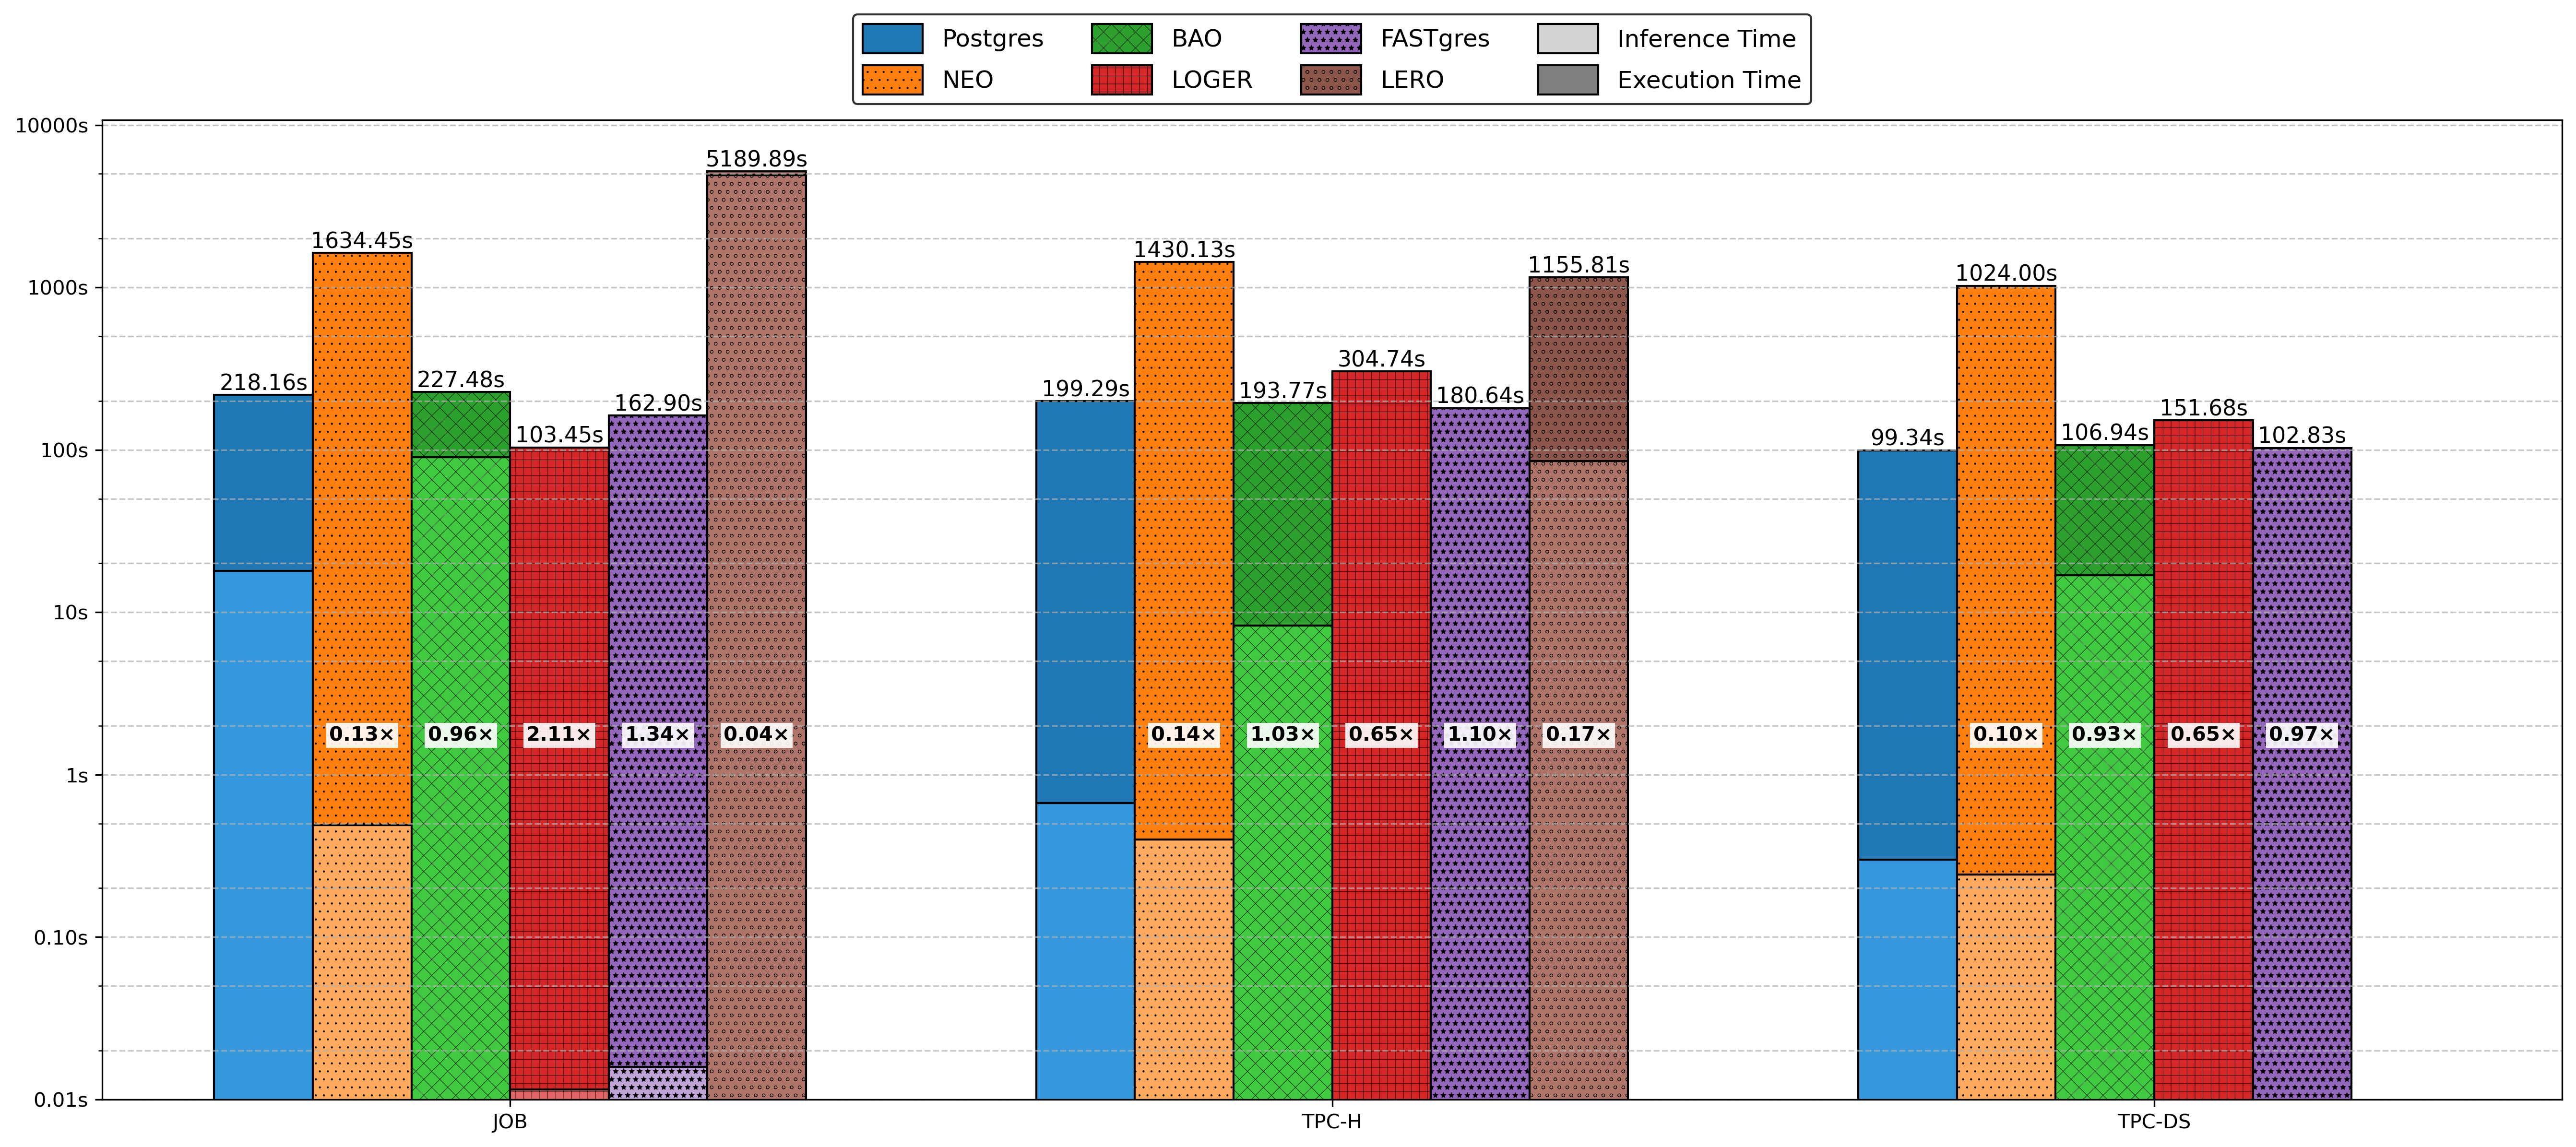 Postgres BAO FASTgres Inference Time
NEO LOGER LERO Execution Time
10000s
1000s
100s
10s
1s
0.10s
0.01s
218.16s 1634.45s 227.48s 103.45s 162.90s 5189.89s
0.13× 0.96× 2.11× 1.34× 0.04×
199.29s 1430.13s 193.77s 304.74s 180.64s 1155.81s
0.14× 1.03× 0.65× 1.10× 0.17×
99.34s 1024.00s 106.94s 151.68s 102.83s
0.10× 0.93× 0.65× 0.97×
JOB TPC-H TPC-DS